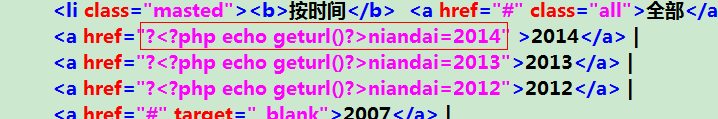 <li class="masted"><b>按时间</b> <a href="#" class="all">全部</a
<a href="?<?php echo geturl()?>niandai=2014" >2014</a> |
<a href="?<?php echo geturl()?>niandai=2013">2013</a> |
<a href="?<?php echo geturl()?>niandai=2012">2012</a> |
<a href="#" target="_blank">2007</a> |